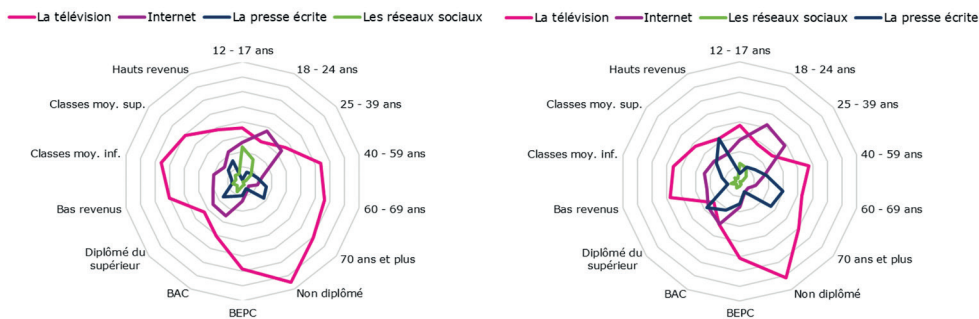 La télévision Internet La presse écrite Les réseaux sociaux
12 - 17 ans
18 - 24 ans
25 - 39 ans
40 - 59 ans
60 - 69 ans
70 ans et plus
Non diplômé
BEPC
BAC
Diplômé du
supérieur
Bas revenus
Classes moy. inf.
Classes moy. sup.
Hauts revenus
La télévision Internet Les réseaux sociaux La presse écrite
12 - 17 ans
18 - 24 ans
25 - 39 ans
40 - 59 ans
60 - 69 ans
70 ans et plus
Non diplômé
BEPC
BAC
Diplômé du
supérieur
Bas revenus
Classes moy. inf.
Classes moy. sup.
Hauts revenus